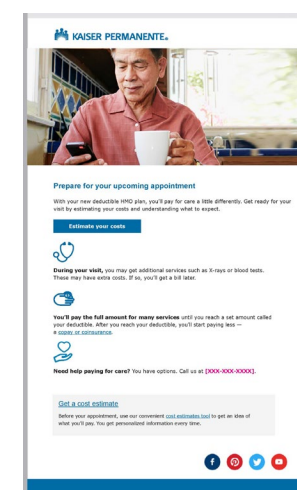 KAISER PERMANENTE®
Prepare for your upcoming appointment
With your new deductible HMO plan, you'll pay for care a little differently. Get ready for your
visit by estimating your costs and understanding what to expect.
Estimate your costs
During your visit, you may get additional services such as X-rays or blood tests.
These may have extra costs. If so, you'll get a bill later.
You'll pay the full amount for many services until you reach a set amount called
your deductible. After you reach your deductible, you'll start paying less —
a copay or coinsurance.
Need help paying for care? You have options. Call us at [XXX-XXX-XXXX].
Get a cost estimate
Before your appointment, use our convenient cost estimates tool to get an idea of
what you'll pay. You get personalized information every time.